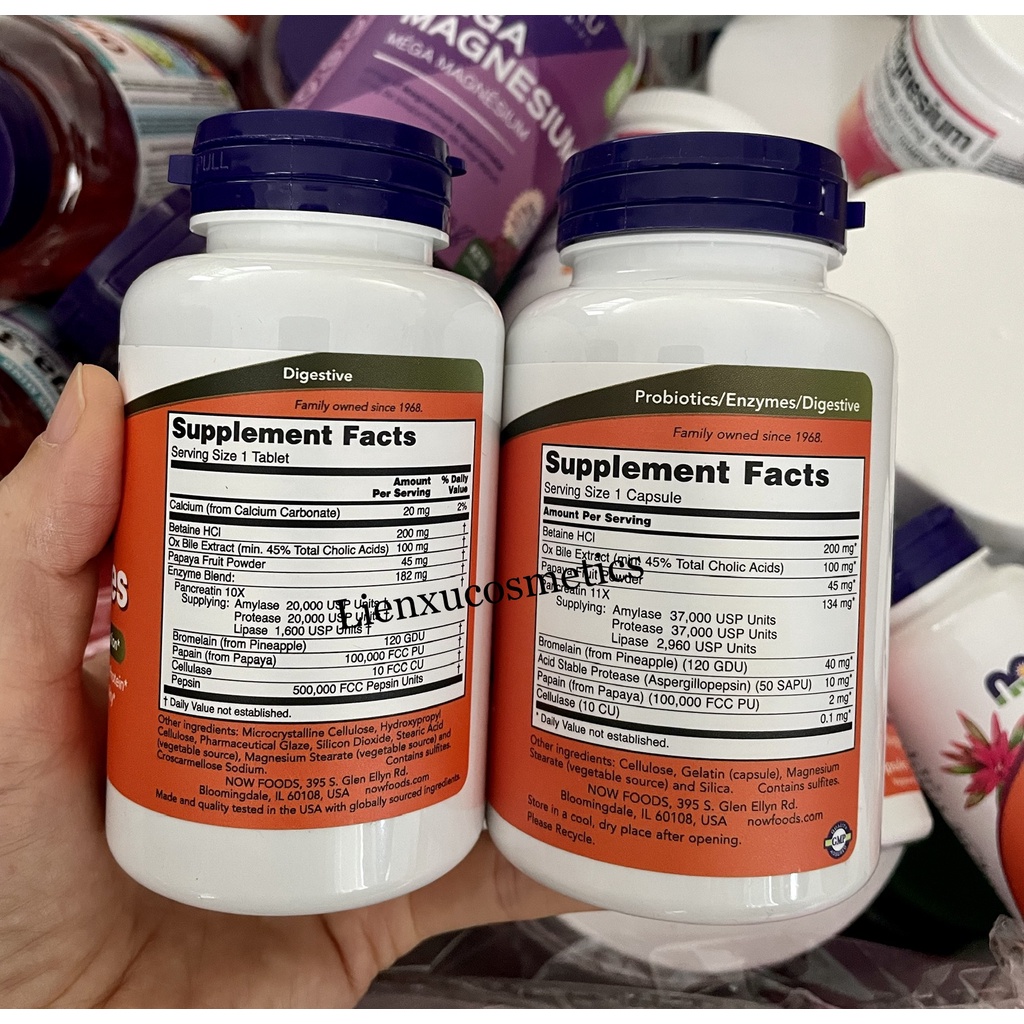 MEGA
MAGNESIUM
MÉGA MAGNÉSIUM
PULL
Digestive
Family owned since 1968.
Supplement Facts
Serving Size 1 Tablet
Amount Per Serving % Daily Value
Calcium (from Calcium Carbonate) 20 mg 2%
Betaine HCl 200 mg †
Ox Bile Extract (min. 45% Total Cholic Acids) 100 mg †
Papaya Fruit Powder 45 mg †
Enzyme Blend: 182 mg †
Pancreatin 10X
Supplying: Amylase 20,000 USP Units †
Protease 20,000 USP Units †
Lipase 1,600 USP Units †
Bromelain (from Pineapple) 120 GDU †
Papain (from Papaya) 100,000 FCC PU †
Cellulase 10 FCC CU †
Pepsin 500,000 FCC Pepsin Units †
† Daily Value not established.
Other ingredients: Microcrystalline Cellulose, Hydroxypropyl
Cellulose, Pharmaceutical Glaze, Silicon Dioxide, Stearic Acid
(vegetable source), Magnesium Stearate (vegetable source) and
Croscarmellose Sodium. Contains sulfites.
NOW FOODS, 395 S. Glen Ellyn Rd.
Bloomingdale, IL 60108, USA nowfoods.com
Made and quality tested in the USA with globally sourced ingredients
Probiotics/Enzymes/Digestive
Family owned since 1968.
Supplement Facts
Serving Size 1 Capsule
Amount Per Serving
Betaine HCl 200 mg*
Ox Bile Extract (min. 45% Total Cholic Acids) 100 mg*
Papaya Fruit Powder 45 mg*
Pancreatin 11X 134 mg*
Supplying: Amylase 37,000 USP Units
Protease 37,000 USP Units
Lipase 2,960 USP Units
Bromelain (from Pineapple) (120 GDU) 40 mg*
Acid Stable Protease (Aspergillopepsin) (50 SAPU) 10 mg*
Papain (from Papaya) (100,000 FCC PU) 2 mg*
Cellulase (10 CU) 0.1 mg*
* Daily Value not established.
Other ingredients: Cellulose, Gelatin (capsule), Magnesium
Stearate (vegetable source) and Silica. Contains sulfites.
NOW FOODS, 395 S. Glen Ellyn Rd.
Bloomingdale, IL 60108, USA nowfoods.com
Store in a cool, dry place after opening.
Please Recycle.
GMP
Lienxucosmetics